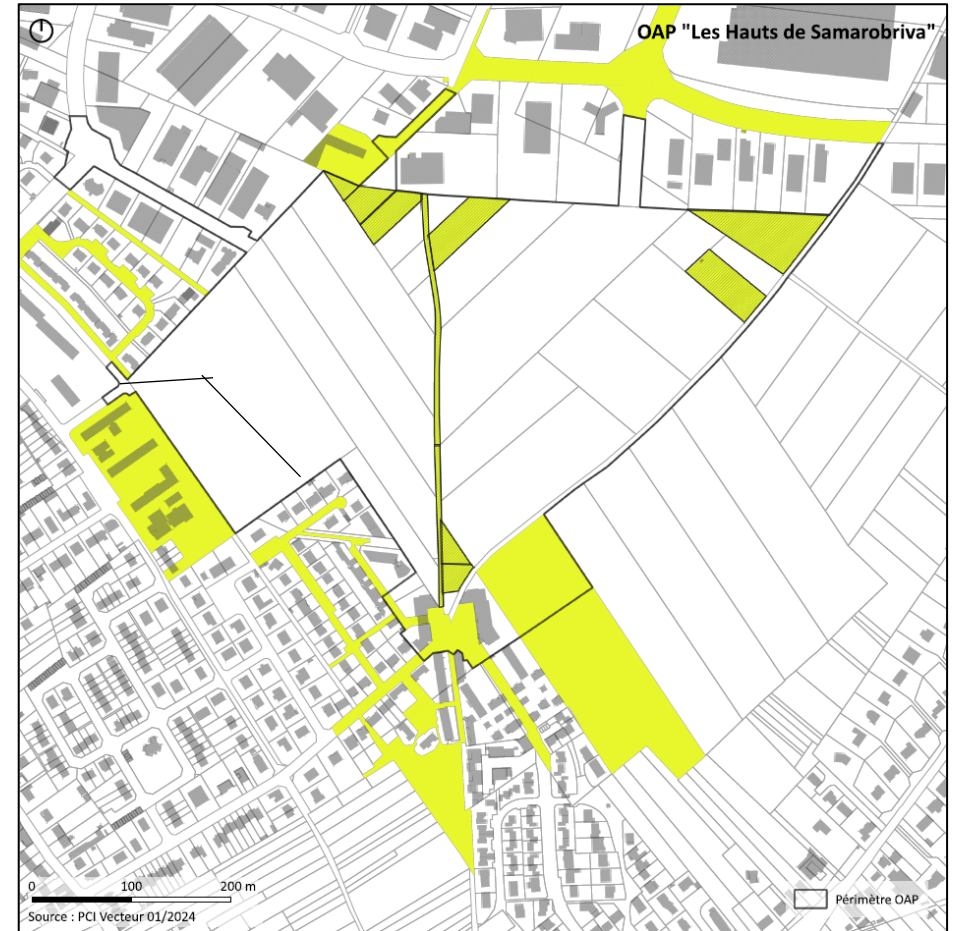 OAP "Les Hauts de Samarobriva"
0 100 200 m
Source : PCI Vecteur 01/2024
Périmètre OAP